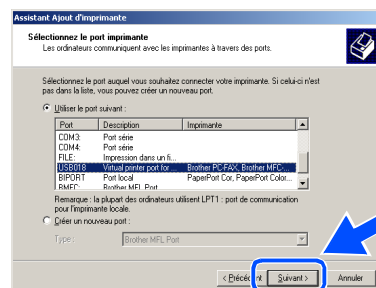 Assistant Ajout d'imprimante
Sélectionnez le port imprimante
Les ordinateurs communiquent avec les imprimantes à travers des ports.
Sélectionnez le port auquel vous souhaitez connecter votre imprimante. Si celui-ci n'est
pas dans la liste, vous pouvez créer un nouveau port.
Utiliser le port suivant :
Port Description Imprimante
COM3: Port série
COM4: Port série
FILE: Impression dans un fi...
USB018 Virtual printer port for ... Brother PC-FAX, Brother MFC-...
BIPORT Port local PaperPort Cor, PaperPort Color...
BMFC: Brother MFL Port
Remarque : la plupart des ordinateurs utilisent LPT1 : port de communication
pour l'imprimante locale.
Créer un nouveau port :
Type : Brother MFL Port
< Précédent Suivant > Annuler